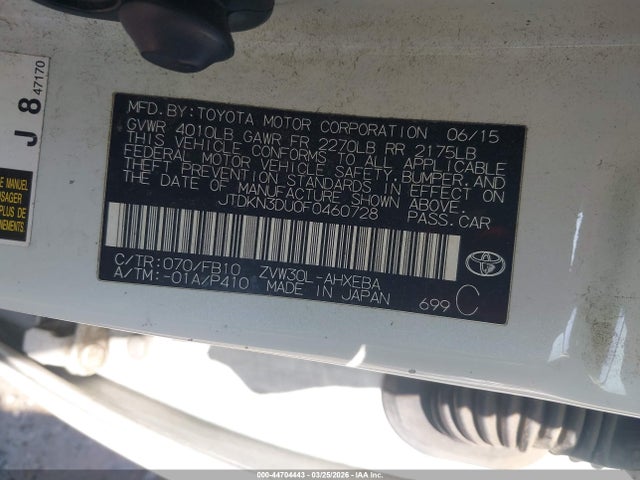 J 8 47170
E MANUEL
USAGER
PLUS
MFD.BY:TOYOTA MOTOR CORPORATION 06/15
GVWR 4010LB GAWR FR 2270LB RR 2175LB
THIS VEHICLE CONFORMS TO ALL APPLICABLE
FEDERAL MOTOR VEHICLE SAFETY,BUMPER,AND
THEFT PREVENTION STANDARDS IN EFFECT ON
THE DATE OF MANUFACTURE SHOWN ABOVE.
JTDKN3DU0F0460728 PASS.CAR
C/TR:070/FB10 ZVW30L-AHXEBA
A/TM:-01A/P410 MADE IN JAPAN 699 C
TOYOTA
000-44704443 - 03/25/2026 - IAA Inc.